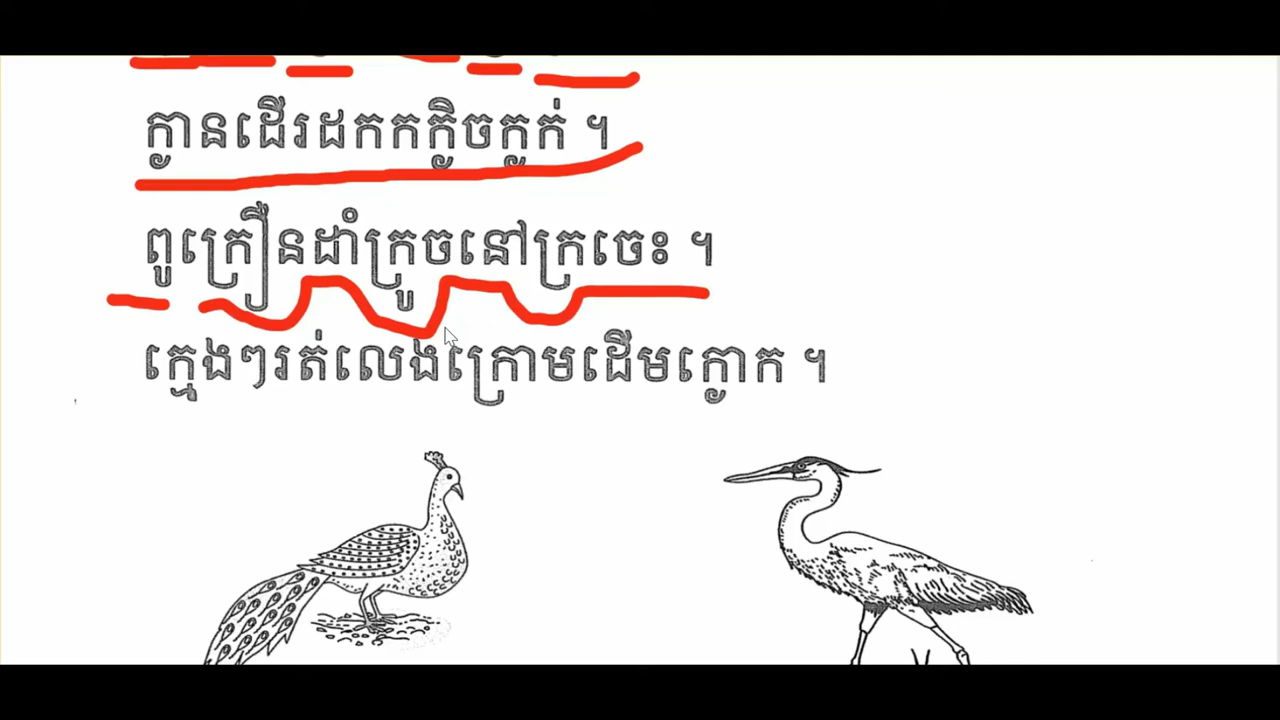 ក្ងានដើរដកកក្អិចក្អក់ ។
ពូគ្រឿនដាំក្រូចនៅក្រចេះ ។
ក្មេងៗរត់លេងក្រោមដើមក្ងោក ។